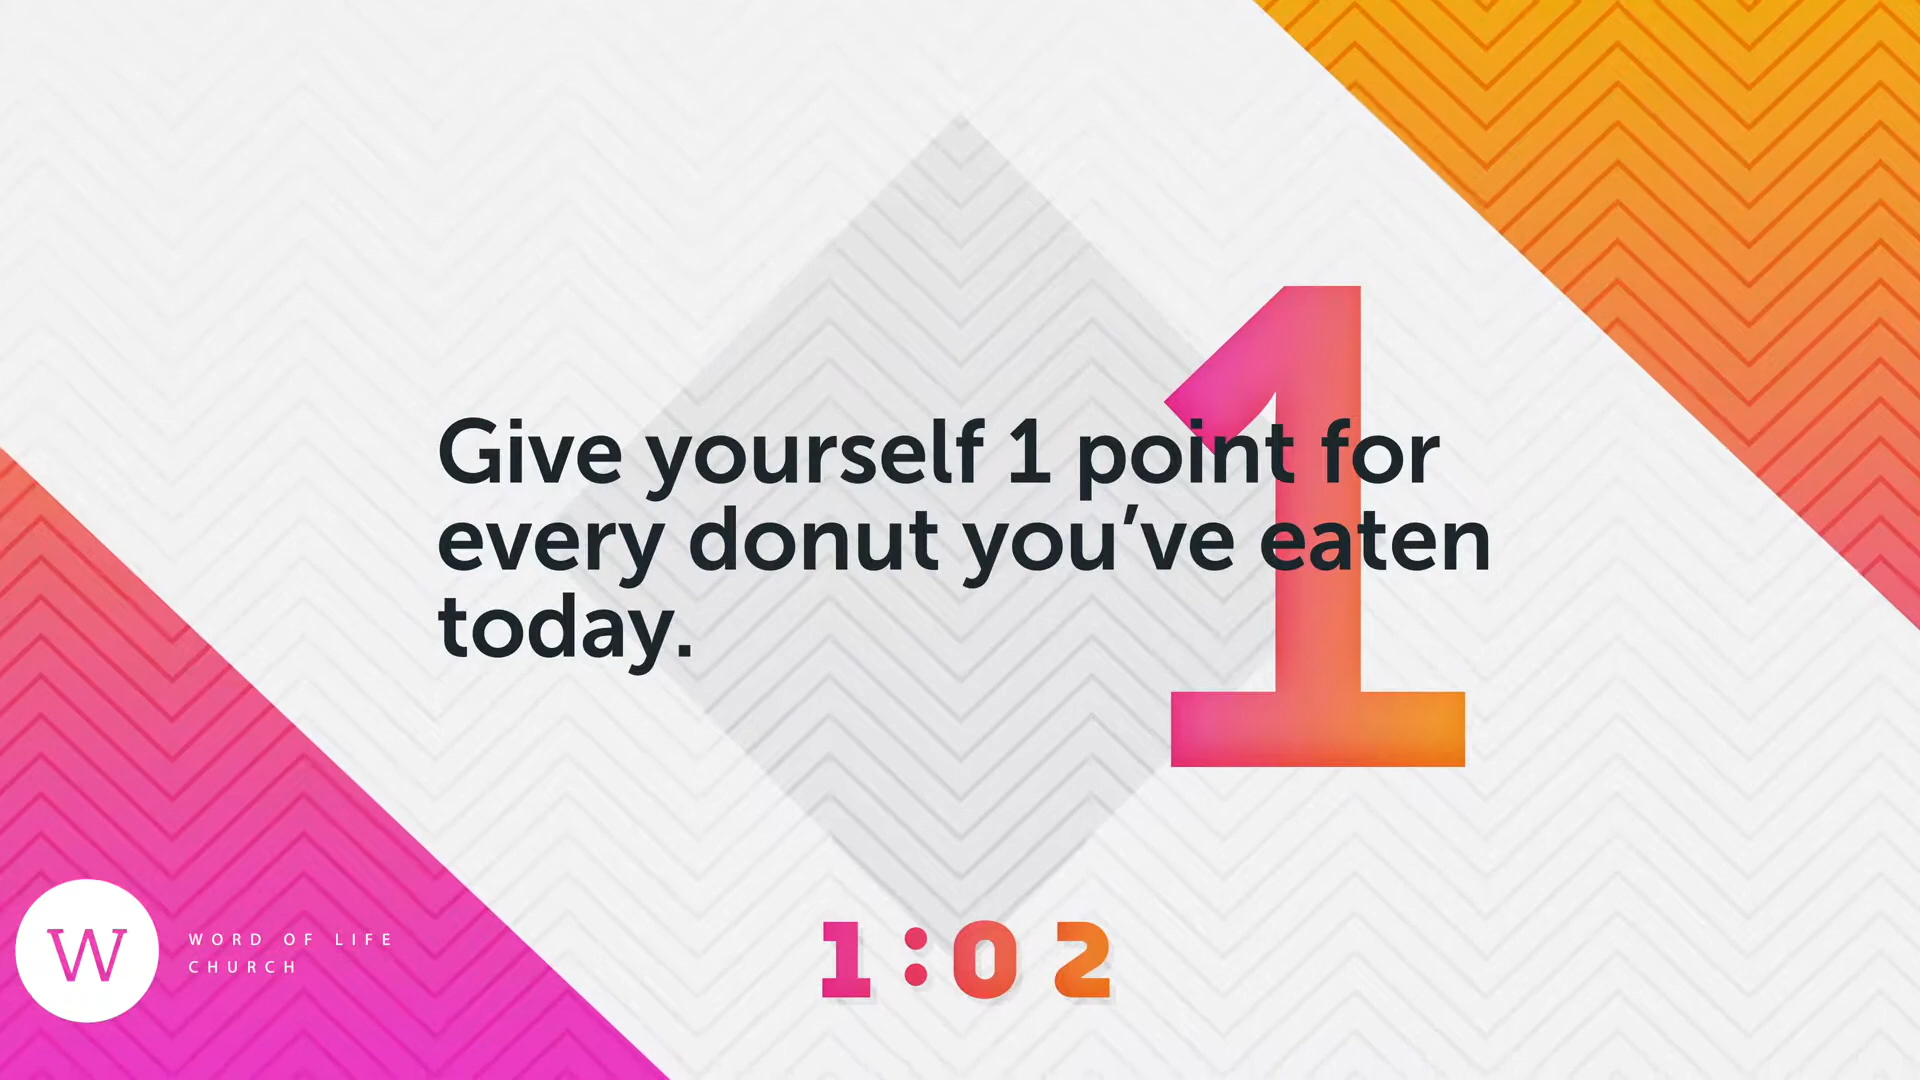 1
Give yourself 1 point for
every donut you’ve eaten
today.
W
WORD OF LIFE
CHURCH
1:02